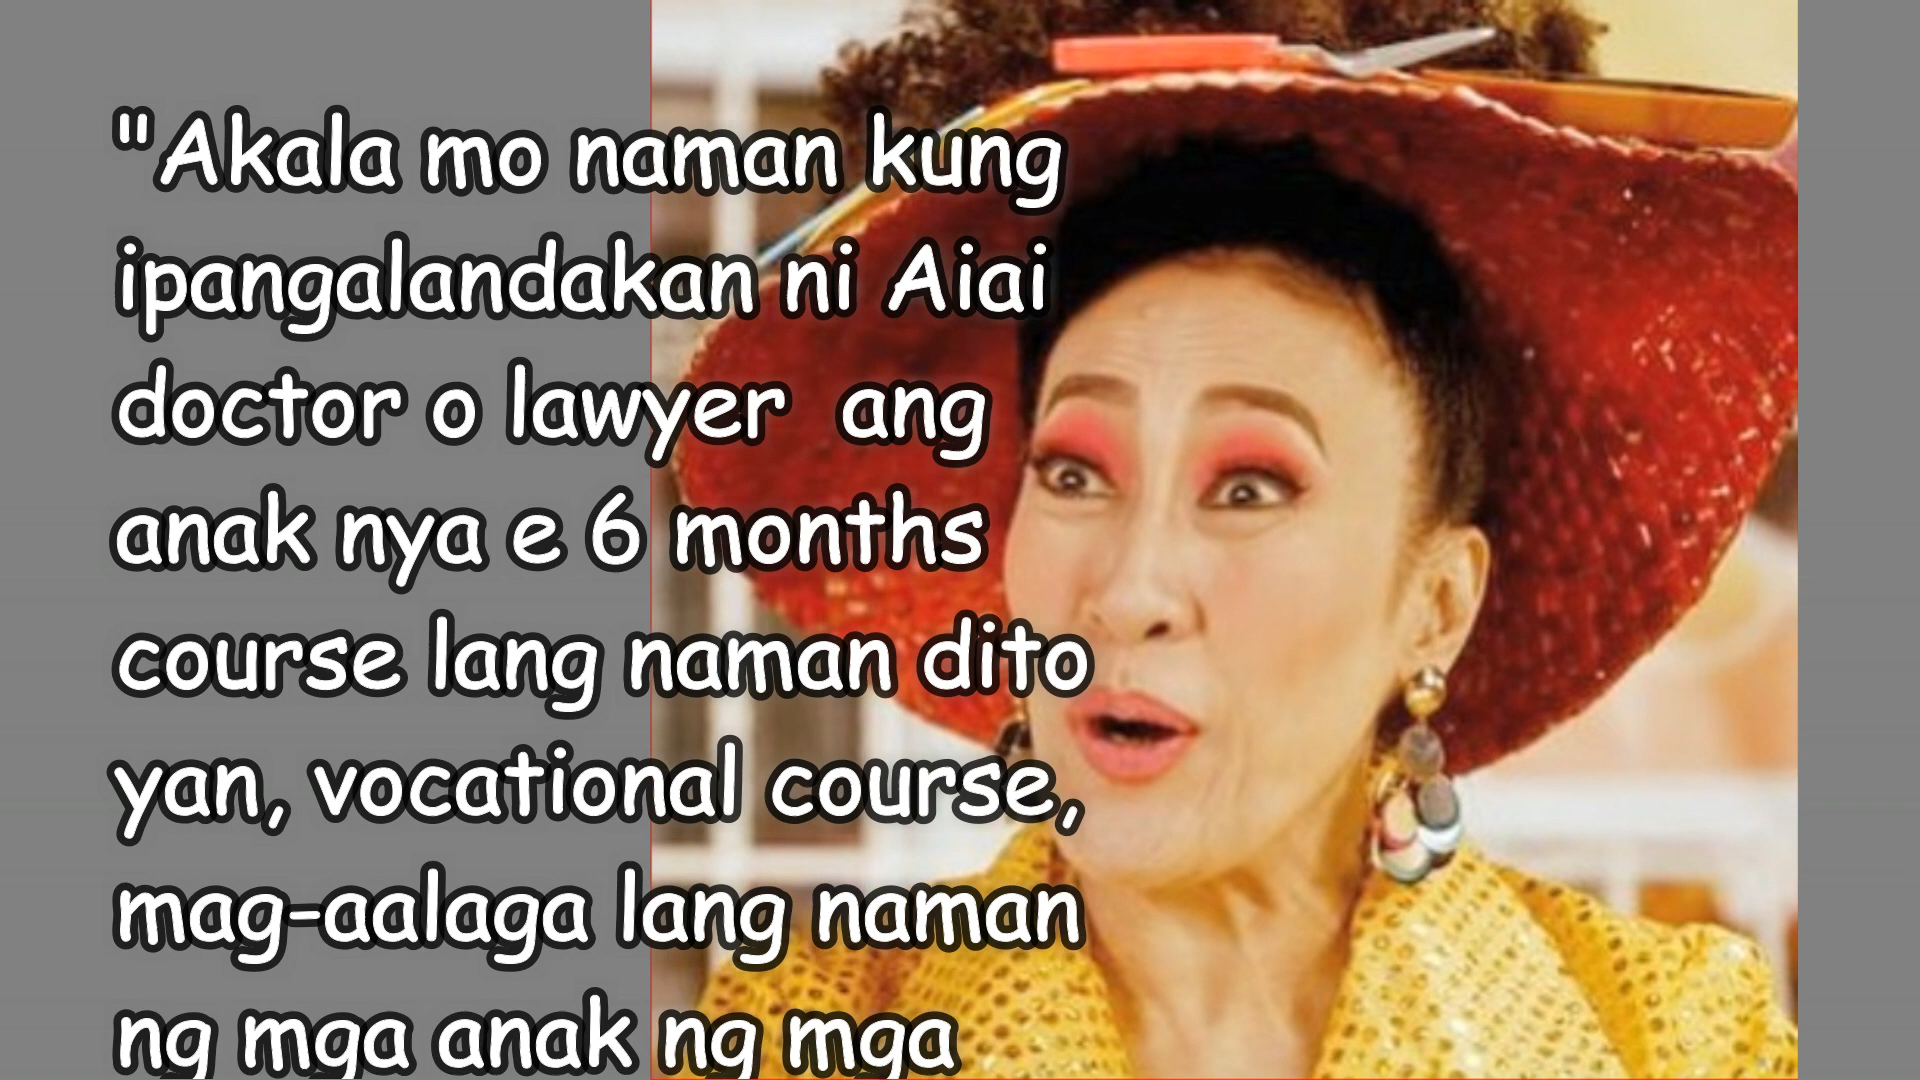 "Akala mo naman kung
ipangalandakan ni Aiai
doctor o lawyer  ang
anak nya e 6 months
course lang naman dito
yan, vocational course,
mag-aalaga lang naman
ng mga anak ng mga